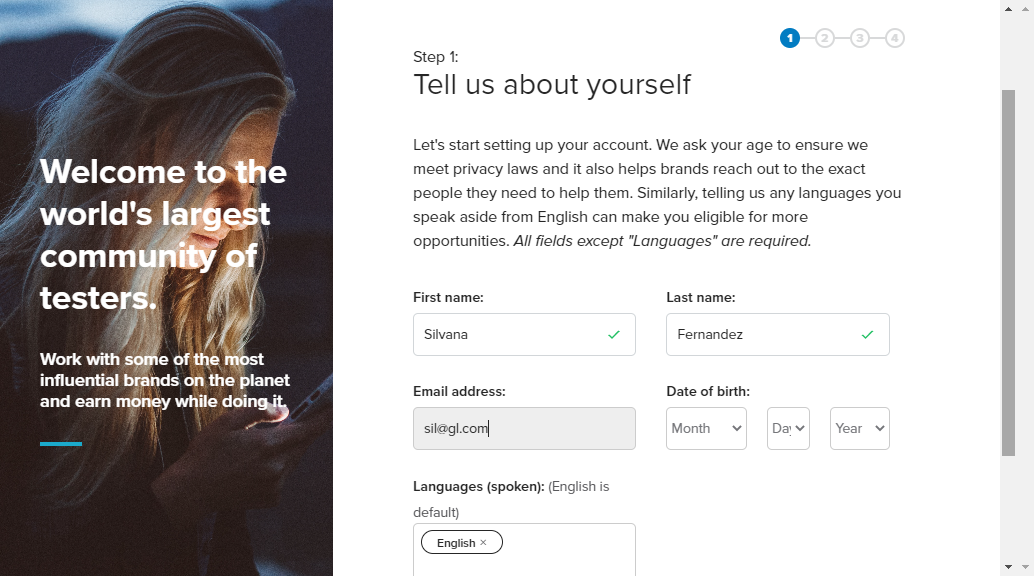 Welcome to the
world's largest
community of
testers.
Work with some of the most
influential brands on the planet
and earn money while doing it.
1 2 3 4
Step 1:
Tell us about yourself
Let's start setting up your account. We ask your age to ensure we
meet privacy laws and it also helps brands reach out to the exact
people they need to help them. Similarly, telling us any languages you
speak aside from English can make you eligible for more
opportunities. All fields except "Languages" are required.
First name: Last name:
Silvana Fernandez
Email address: Date of birth:
sil@gl.com Month Day Year
Languages (spoken): (English is
default)
English ×